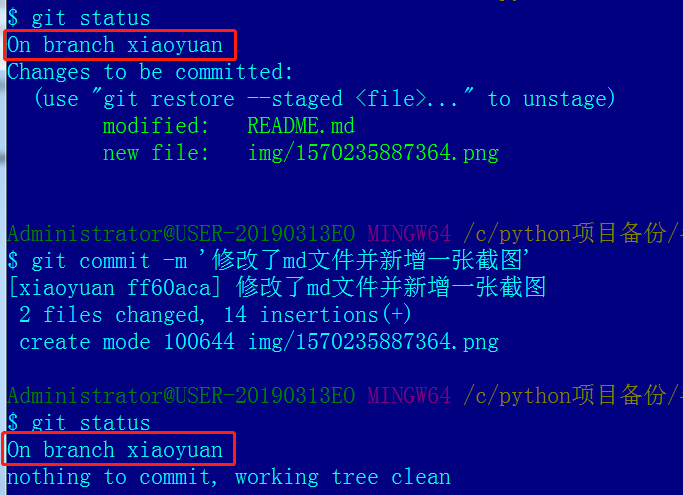 $ git status
On branch xiaoyuan
Changes to be committed:
  (use "git restore --staged <file>..." to unstage)
        modified:   README.md
        new file:   img/1570235887364.png
Administrator@USER-20190313EO MINGW64 /c/python项目备份/
$ git commit -m '修改了md文件并新增一张截图'
[xiaoyuan ff60aca] 修改了md文件并新增一张截图
 2 files changed, 14 insertions(+)
 create mode 100644 img/1570235887364.png
Administrator@USER-20190313EO MINGW64 /c/python项目备份/
$ git status
On branch xiaoyuan
nothing to commit, working tree clean